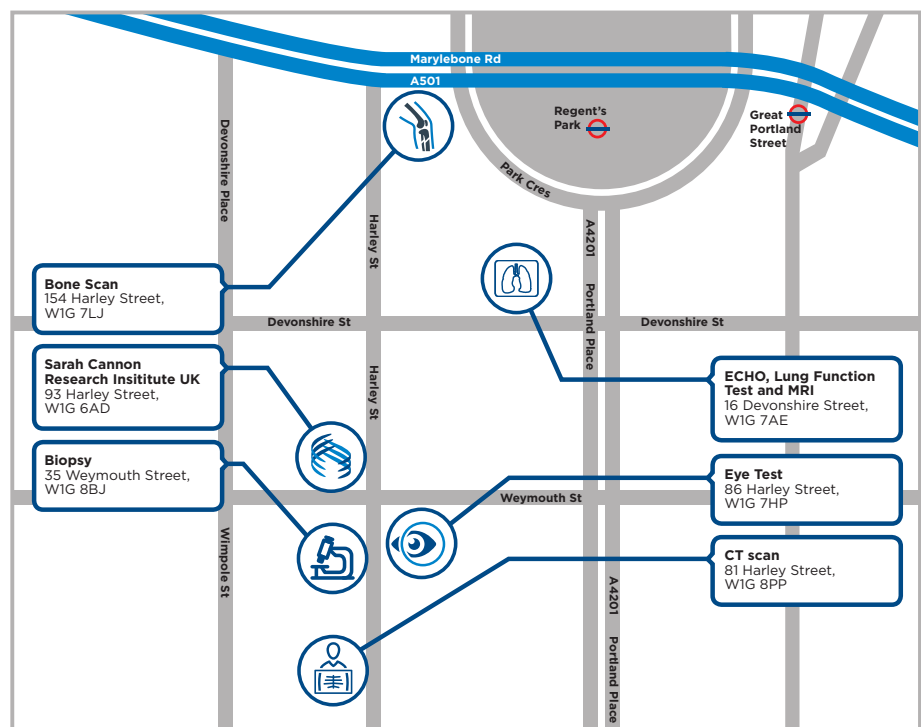 Marylebone Rd
A501
Regent's
Park
Great
Portland
Street
Park Cres
Devonshire Place
Harley St
A4201
Portland Place
Bone Scan
154 Harley Street,
W1G 7LJ
Devonshire St
Devonshire St
Sarah Cannon
Research Insititute UK
93 Harley Street,
W1G 6AD
Harley St
ECHO, Lung Function
Test and MRI
16 Devonshire Street,
W1G 7AE
Biopsy
35 Weymouth Street,
W1G 8BJ
Weymouth St
Eye Test
86 Harley Street,
W1G 7HP
Wimpole St
CT scan
81 Harley Street,
W1G 8PP
A4201
Portland Place